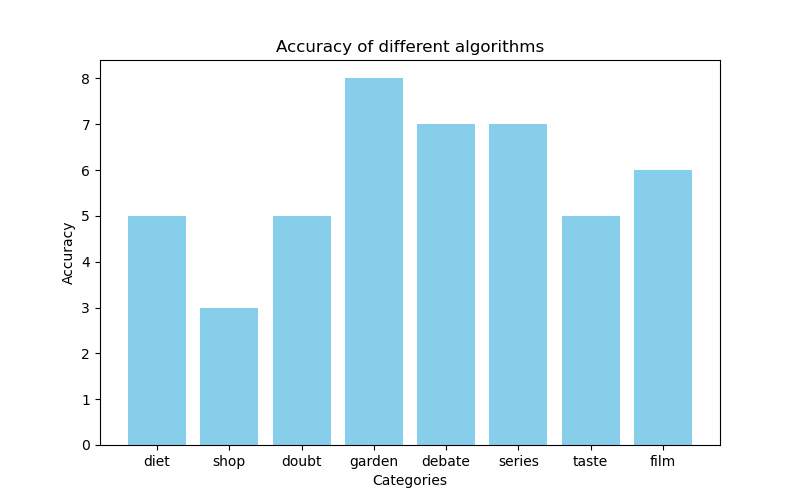 Accuracy of different algorithms
Accuracy
8
7
6
5
4
3
2
1
0
diet shop doubt garden debate series taste film
Categories